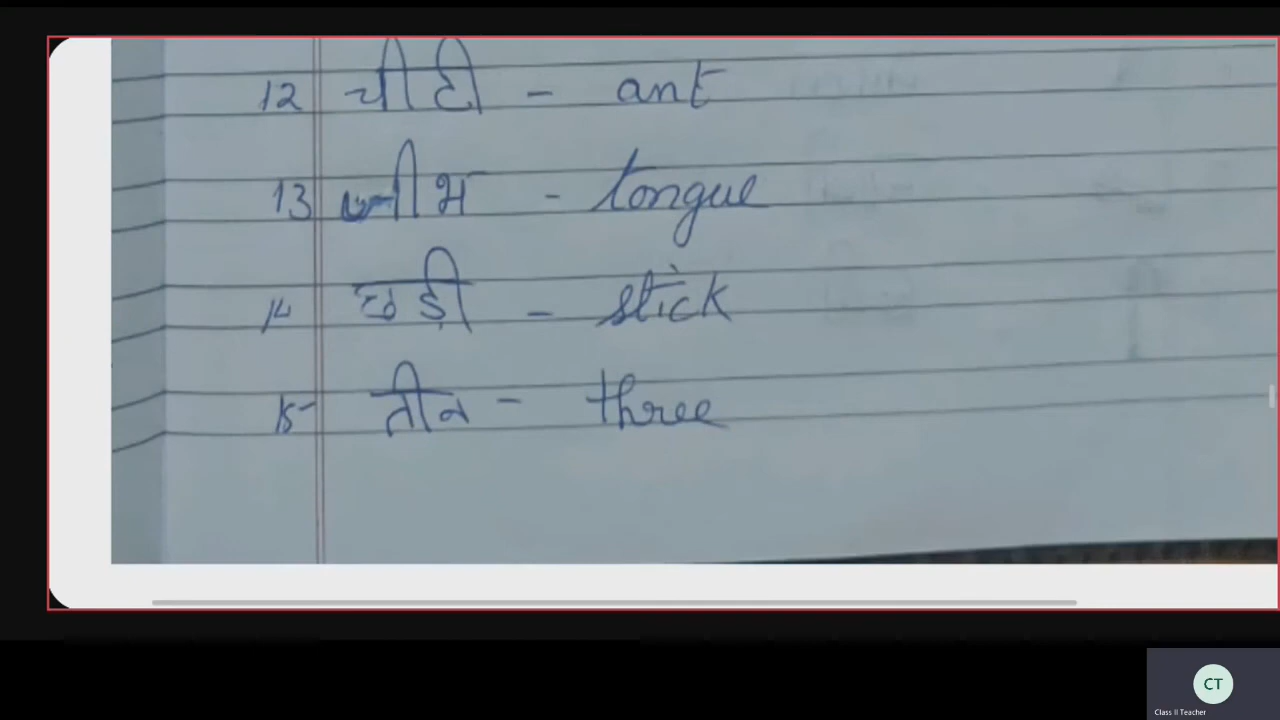 12 चीटी - ant
13 जीभ - tongue
14 छड़ी - stick
15 तीन - three
CT
Class II Teacher